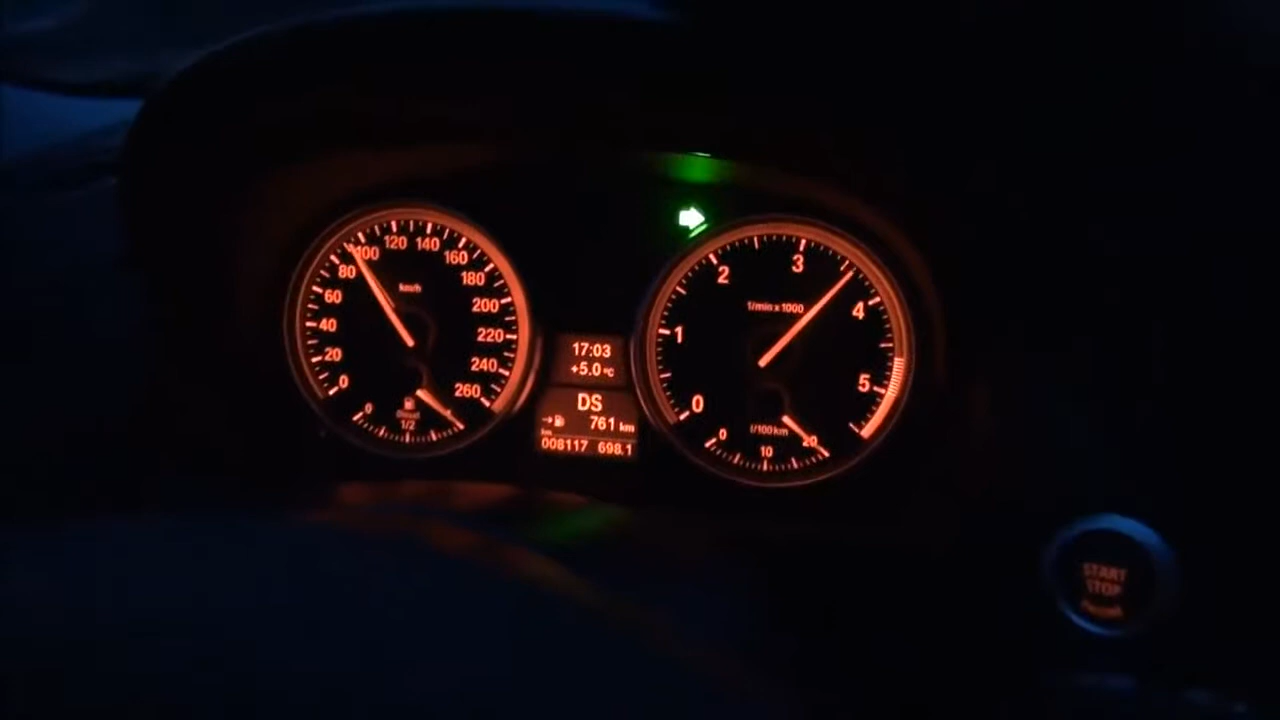 0
20
40
60
80
100
120
140
160
180
200
220
240
260
km/h
0
Diesel
1/2
17:03
+5.0 °C
DS
761 km
km
008117 698.1
0
1
2
3
4
5
1/min x 1000
0
10
20
l/100km
START
STOP